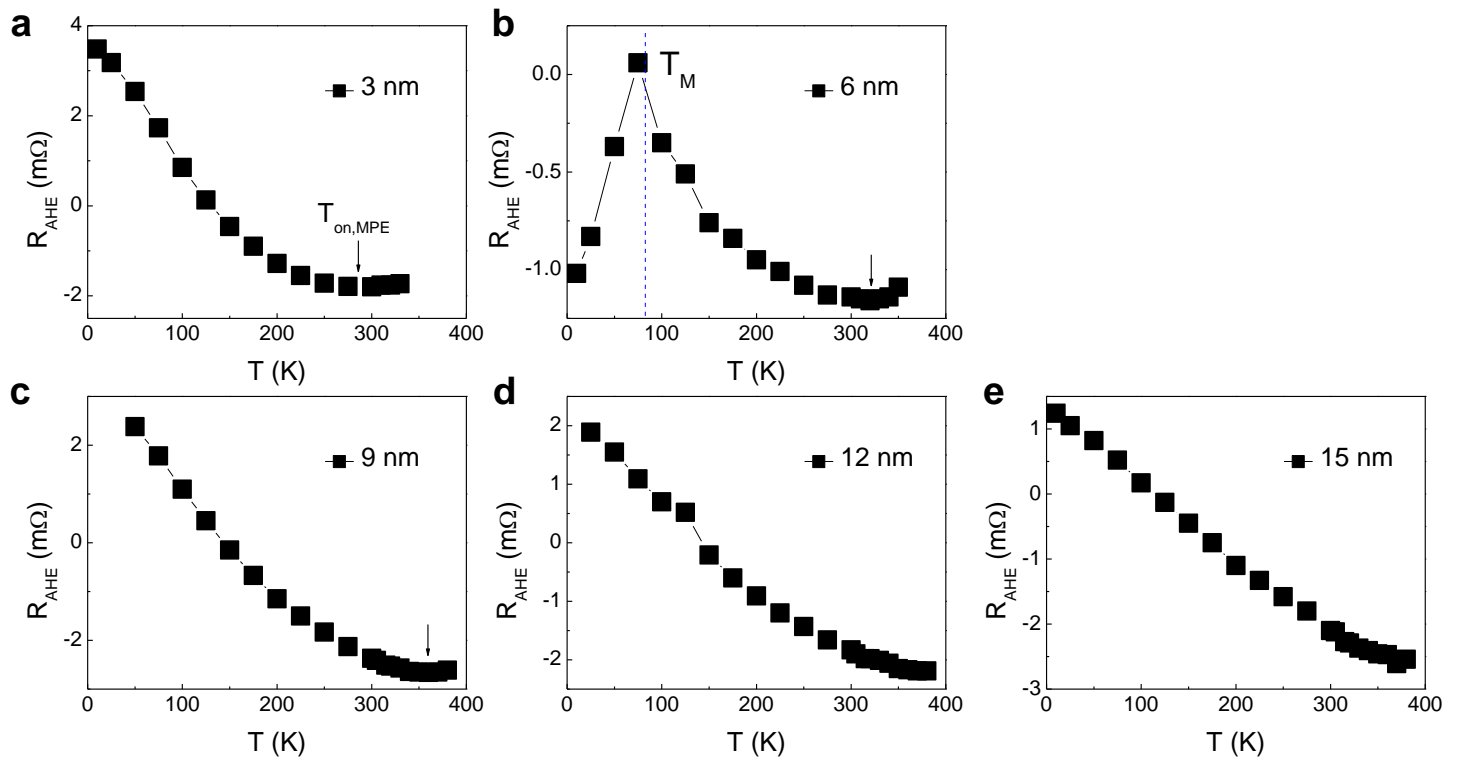 a
4
2
0
-2
R_AHE (mΩ)
3 nm
T_on,MPE
0 100 200 300 400
T (K)
b
0.0
-0.5
-1.0
R_AHE (mΩ)
T_M
6 nm
0 100 200 300 400
T (K)
c
2
0
-2
R_AHE (mΩ)
9 nm
0 100 200 300 400
T (K)
d
2
1
0
-1
-2
R_AHE (mΩ)
12 nm
0 100 200 300 400
T (K)
e
1
0
-1
-2
-3
R_AHE (mΩ)
15 nm
0 100 200 300 400
T (K)